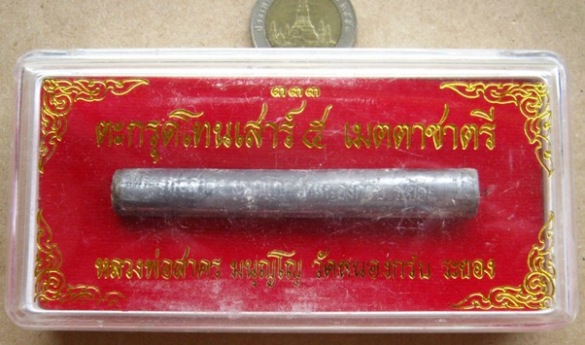 ๓๓๓
ตะกรุดโทนเสาร์ ๕ เมตตาชาตรี
หลวงพ่อสาคร มนุญฺโญ วัดหนองกรับ ระยอง